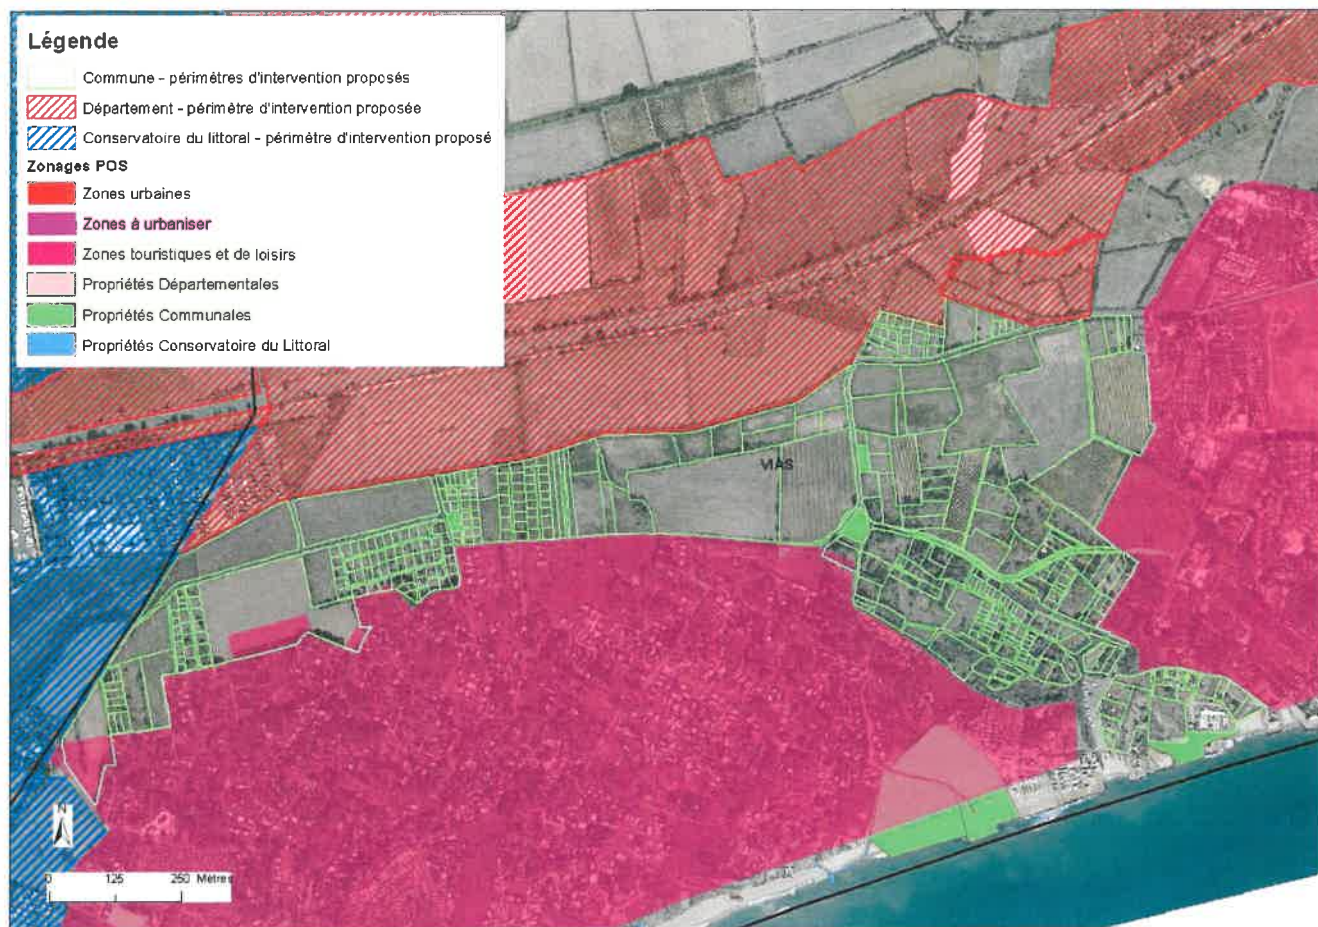 Légende
Commune - périmètres d'intervention proposés
Département - périmètre d'intervention proposée
Conservatoire du littoral - périmètre d'intervention proposé
Zonages POS
Zones urbaines
Zones à urbaniser
Zones touristiques et de loisirs
Propriétés Départementales
Propriétés Communales
Propriétés Conservatoire du Littoral
VIAS
N
0 125 250 Mètres